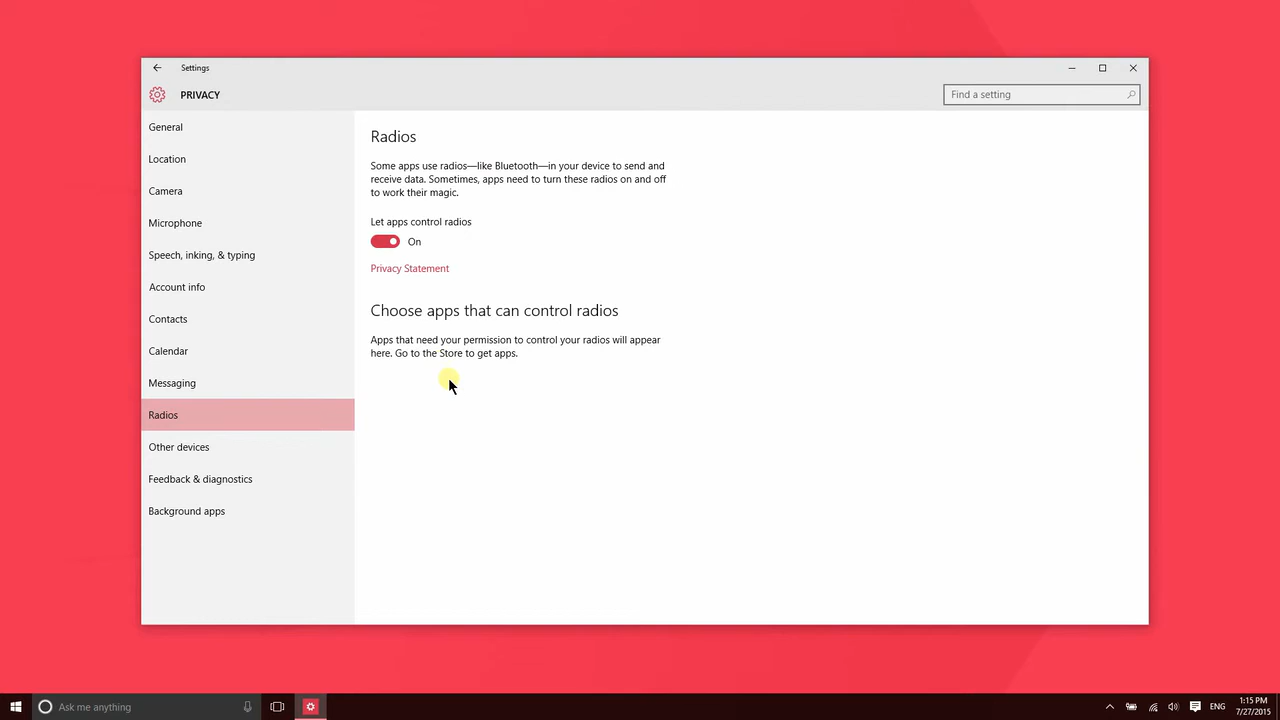 Settings
PRIVACY
Find a setting
General
Location
Camera
Microphone
Speech, inking, & typing
Account info
Contacts
Calendar
Messaging
Radios
Other devices
Feedback & diagnostics
Background apps
Radios
Some apps use radios—like Bluetooth—in your device to send and
receive data. Sometimes, apps need to turn these radios on and off
to work their magic.
Let apps control radios
On
Privacy Statement
Choose apps that can control radios
Apps that need your permission to control your radios will appear
here. Go to the Store to get apps.
Ask me anything
ENG
1:15 PM
7/27/2015